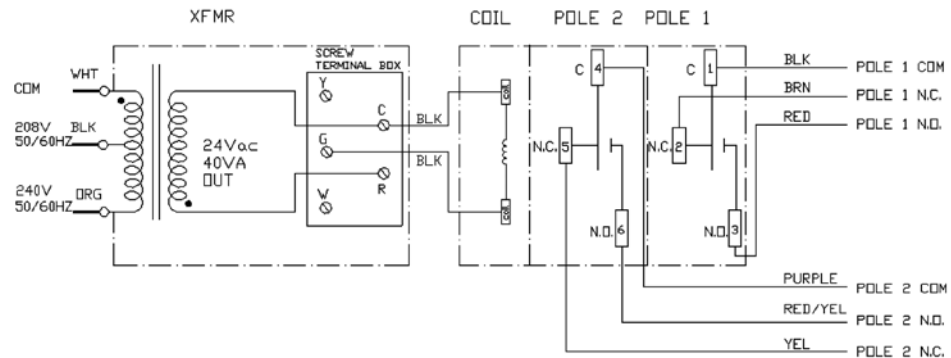 XFMR
COIL
POLE 2
POLE 1
COM
WHT
208V
50/60HZ
BLK
240V
50/60HZ
ORG
24Vac
40VA
OUT
SCREW
TERMINAL BOX
Y
C
G
R
W
BLK
BLK
coil
coil
C
4
N.C.
5
N.O.
6
C
1
N.C.
2
N.O.
3
BLK
POLE 1 COM
BRN
POLE 1 N.C.
RED
POLE 1 N.O.
PURPLE
POLE 2 COM
RED/YEL
POLE 2 N.O.
YEL
POLE 2 N.C.